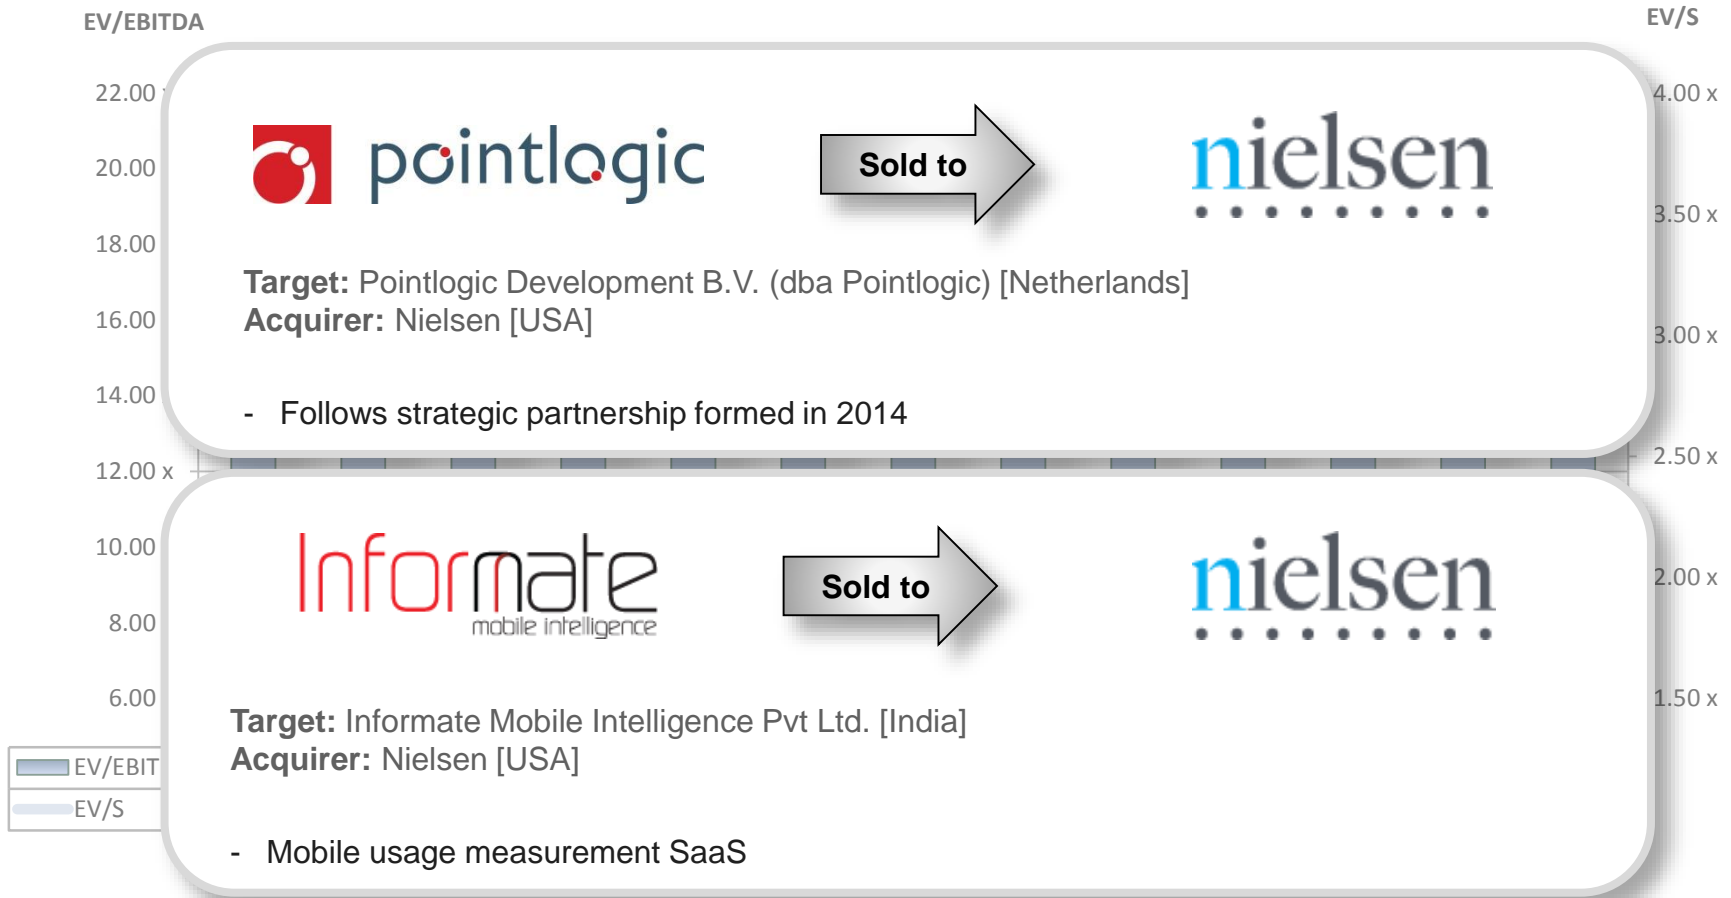 EV/EBITDA
EV/S
22.00
20.00
18.00
16.00
14.00
12.00 x
10.00
8.00
6.00
4.00 x
3.50 x
3.00 x
2.50 x
2.00 x
1.50 x
pointlogic
Sold to
nielsen
Target: Pointlogic Development B.V. (dba Pointlogic) [Netherlands]
Acquirer: Nielsen [USA]
- Follows strategic partnership formed in 2014
Informate
mobile intelligence
Sold to
nielsen
Target: Informate Mobile Intelligence Pvt Ltd. [India]
Acquirer: Nielsen [USA]
- Mobile usage measurement SaaS
EV/EBIT
EV/S